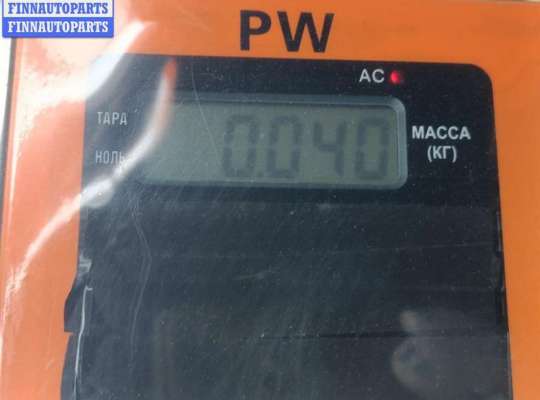 FINNAUTOPARTS
FINNAUTOPARTS
PW
AC
ТАРА
0.040
МАССА
НОЛЬ
(КГ)